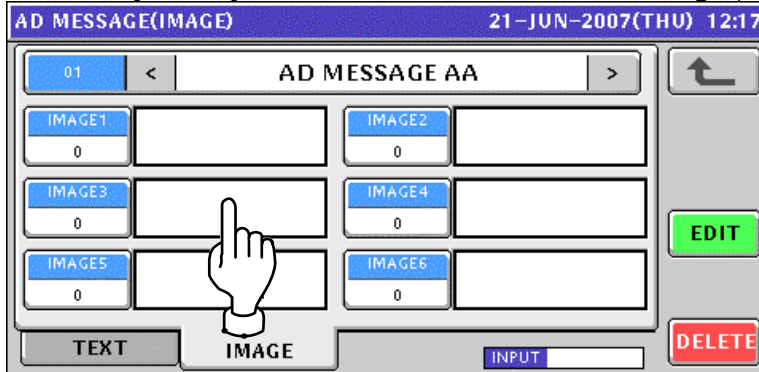 AD MESSAGE(IMAGE) 21-JUN-2007(THU) 12:17
01 < AD MESSAGE AA >
IMAGE1 IMAGE2
0 0
IMAGE3 IMAGE4
0 0
EDIT
IMAGE5 IMAGE6
0 0
TEXT IMAGE INPUT DELETE